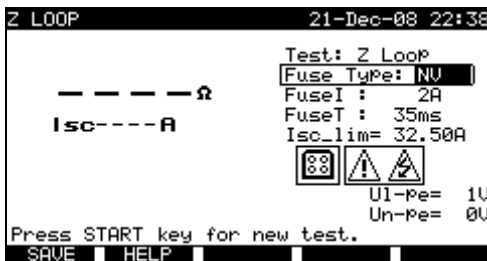 Z LOOP 21-Dec-08 22:38
Test: Z Loop
Fuse Type: NV
----Ω
FuseI : 2A
FuseT : 35ms
Isc----A
Isc_lim= 32.50A
Ul-pe= 1V
Un-pe= 0V
Press START key for new test.
SAVE HELP